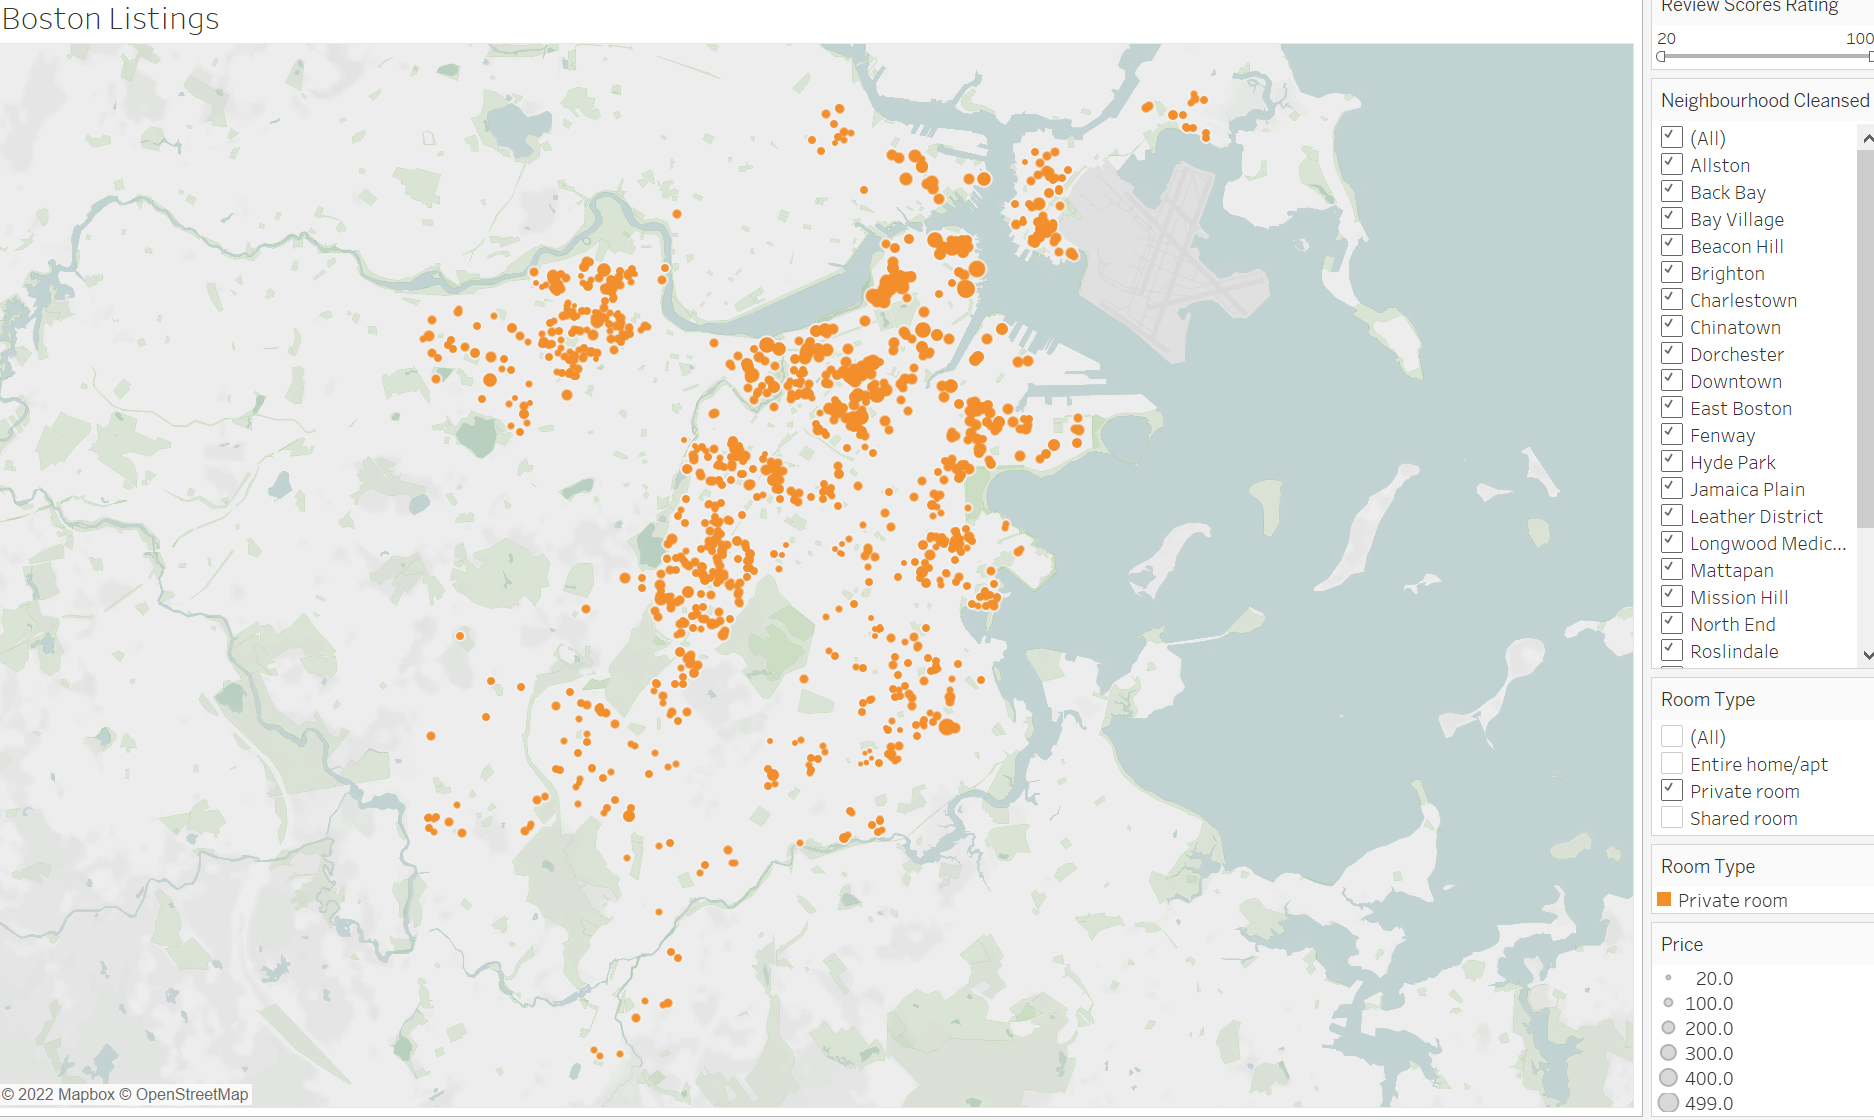 Boston Listings
Review Scores Rating
20 100
Neighbourhood Cleansed
(All)
Allston
Back Bay
Bay Village
Beacon Hill
Brighton
Charlestown
Chinatown
Dorchester
Downtown
East Boston
Fenway
Hyde Park
Jamaica Plain
Leather District
Longwood Medic...
Mattapan
Mission Hill
North End
Roslindale
Room Type
(All)
Entire home/apt
Private room
Shared room
Room Type
Private room
Price
20.0
100.0
200.0
300.0
400.0
499.0
© 2022 Mapbox © OpenStreetMap